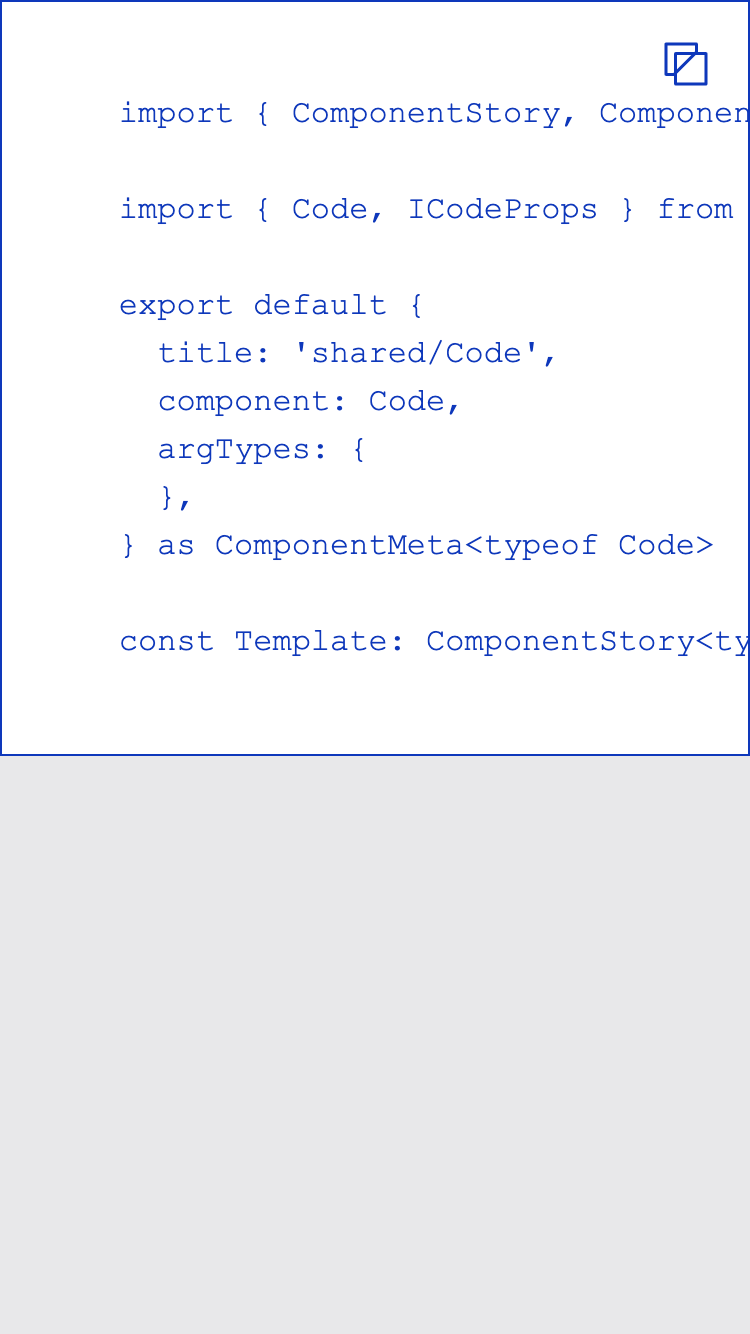 import { ComponentStory, Componen
import { Code, ICodeProps } from
export default {
  title: 'shared/Code',
  component: Code,
  argTypes: {
  },
} as ComponentMeta<typeof Code>
const Template: ComponentStory<ty